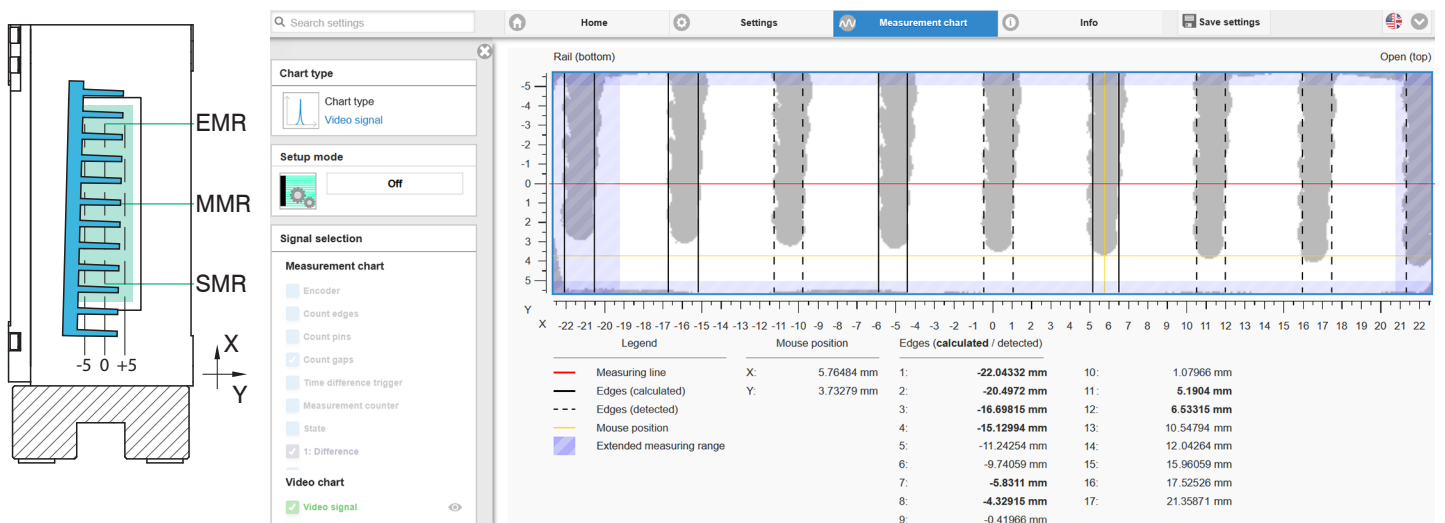 EMR
MMR
SMR
-5 0 +5
X
Y
Search settings
Home
Settings
Measurement chart
Info
Save settings
Chart type
Chart type
Video signal
Setup mode
Off
Signal selection
Measurement chart
Encoder
Count edges
Count pins
Count gaps
Time difference trigger
Measurement counter
State
1: Difference
Video chart
Video signal
Rail (bottom)
Open (top)
-5
-4
-3
-2
-1
0
1
2
3
4
5
Y
X -22 -21 -20 -19 -18 -17 -16 -15 -14 -13 -12 -11 -10 -9 -8 -7 -6 -5 -4 -3 -2 -1 0 1 2 3 4 5 6 7 8 9 10 11 12 13 14 15 16 17 18 19 20 21 22
Legend
Measuring line
Edges (calculated)
Edges (detected)
Mouse position
Extended measuring range
Mouse position
X: 5.76484 mm
Y: 3.73279 mm
Edges (calculated / detected)
1: -22.04332 mm
2: -20.4972 mm
3: -16.69815 mm
4: -15.12994 mm
5: -11.24254 mm
6: -9.74059 mm
7: -5.8311 mm
8: -4.32915 mm
9: -0.41966 mm
10: 1.07966 mm
11: 5.1904 mm
12: 6.53315 mm
13: 10.54794 mm
14: 12.04264 mm
15: 15.96059 mm
16: 17.52526 mm
17: 21.35871 mm